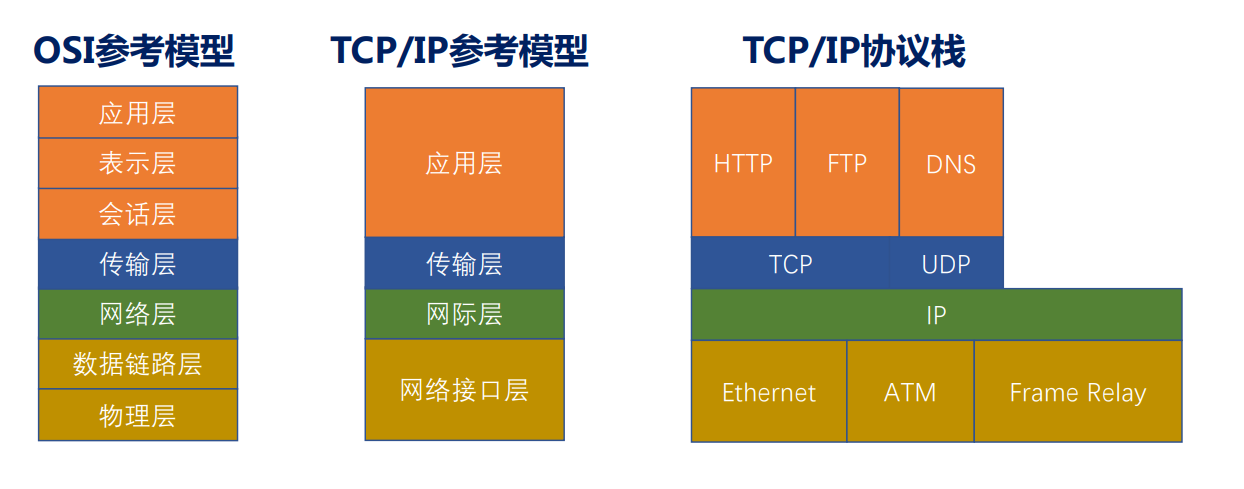 OSI参考模型
应用层
表示层
会话层
传输层
网络层
数据链路层
物理层
TCP/IP参考模型
应用层
传输层
网际层
网络接口层
TCP/IP协议栈
HTTP FTP DNS
TCP UDP
IP
Ethernet ATM Frame Relay